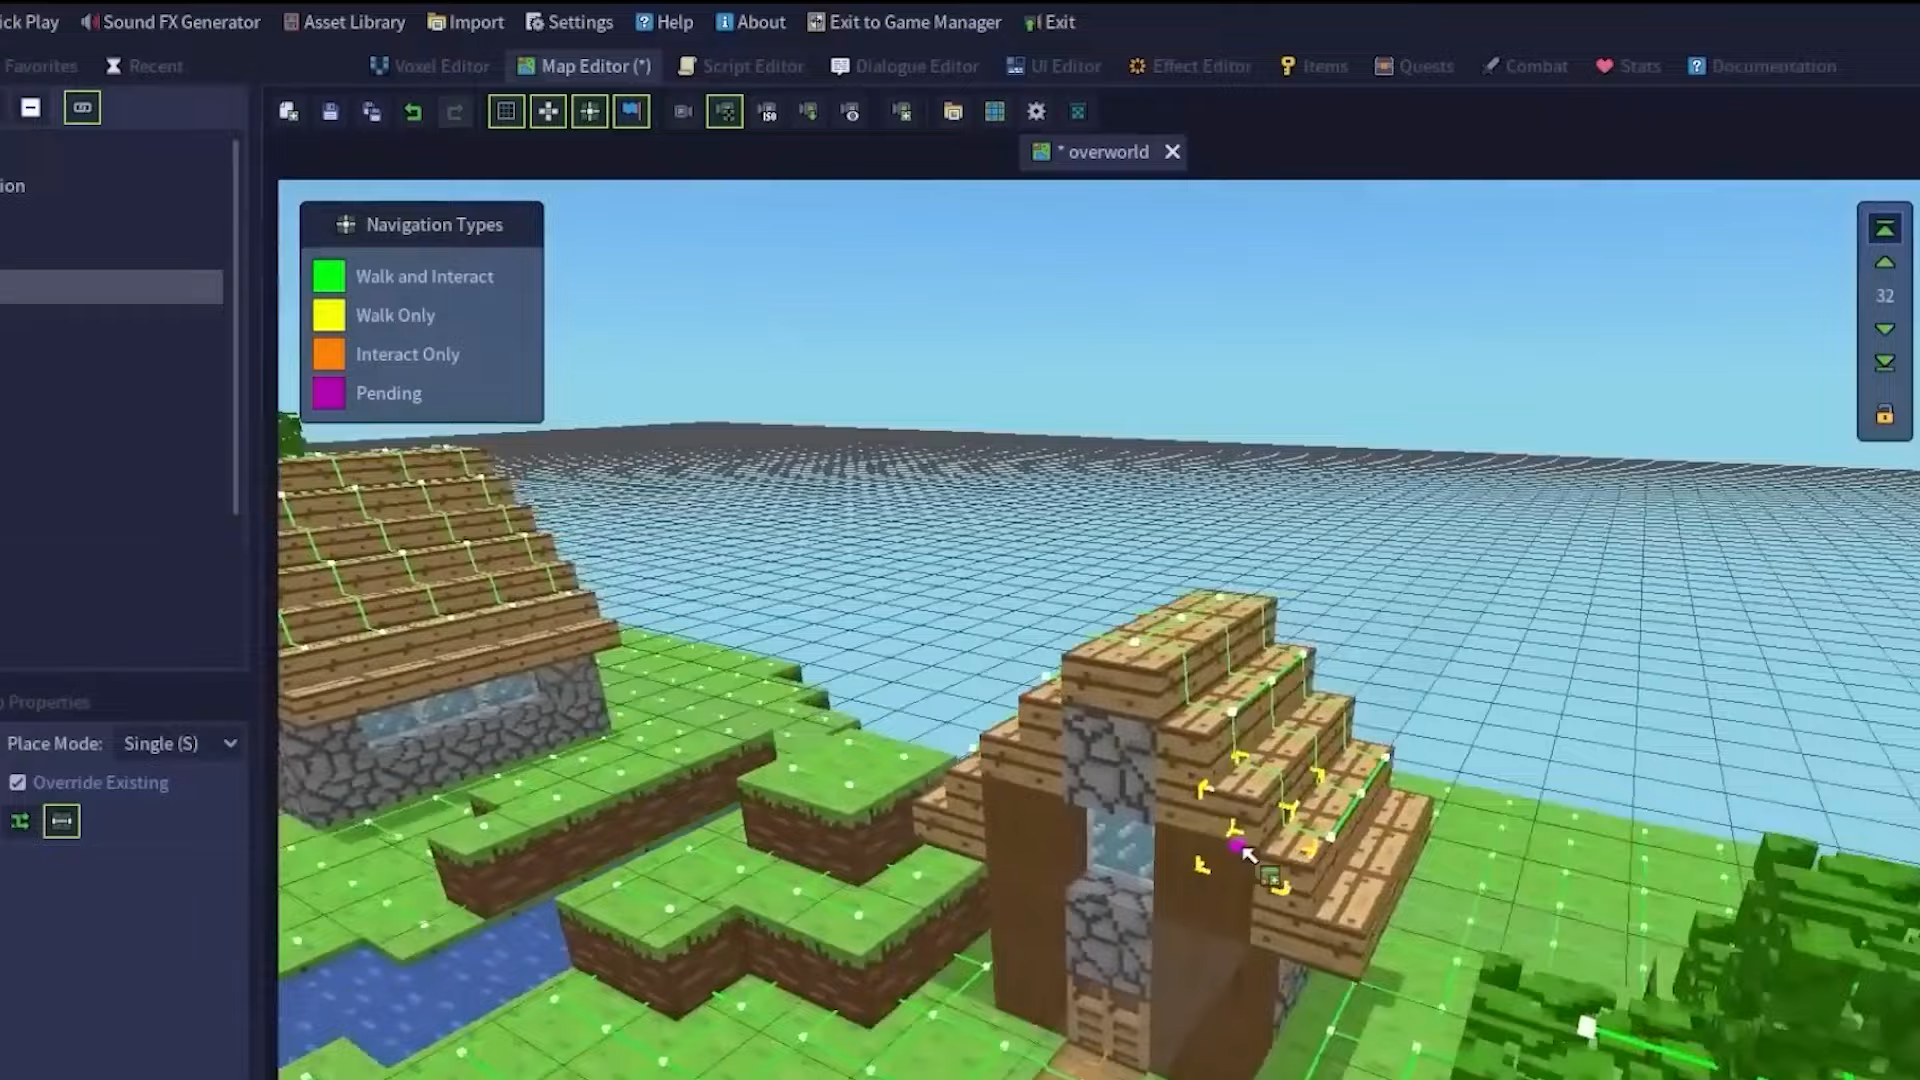 ick Play Sound FX Generator Asset Library Import Settings Help About Exit to Game Manager Exit
Favorites Recent Voxel Editor Map Editor (*) Script Editor Dialogue Editor UI Editor Effect Editor Items Quests Combat Stats Documentation
ISO
* overworld
ion
Navigation Types
Walk and Interact
Walk Only
Interact Only
Pending
32
Properties
Place Mode: Single (S)
Override Existing